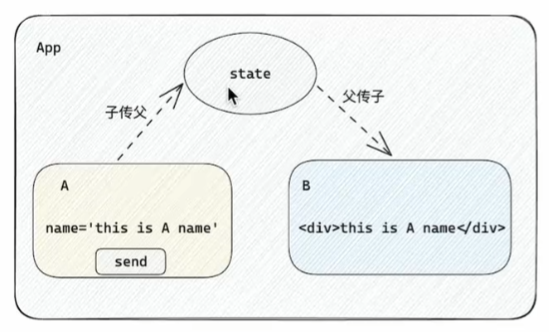 App
state
子传父
父传子
A
name='this is A name'
send
B
<div>this is A name</div>